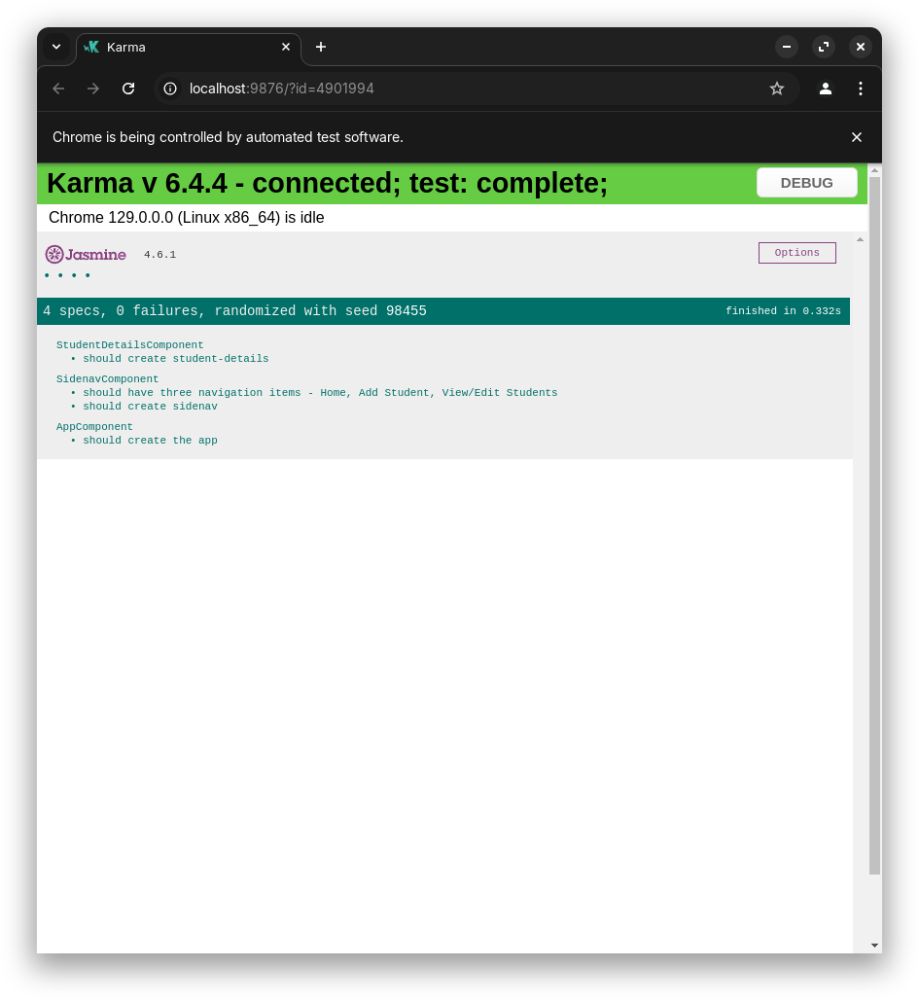 Karma
localhost:9876/?id=4901994
Chrome is being controlled by automated test software.
Karma v 6.4.4 - connected; test: complete;
DEBUG
Chrome 129.0.0.0 (Linux x86_64) is idle
Jasmine 4.6.1
Options
• • • •
4 specs, 0 failures, randomized with seed 98455
finished in 0.332s
StudentDetailsComponent
• should create student-details
SidenavComponent
• should have three navigation items - Home, Add Student, View/Edit Students
• should create sidenav
AppComponent
• should create the app